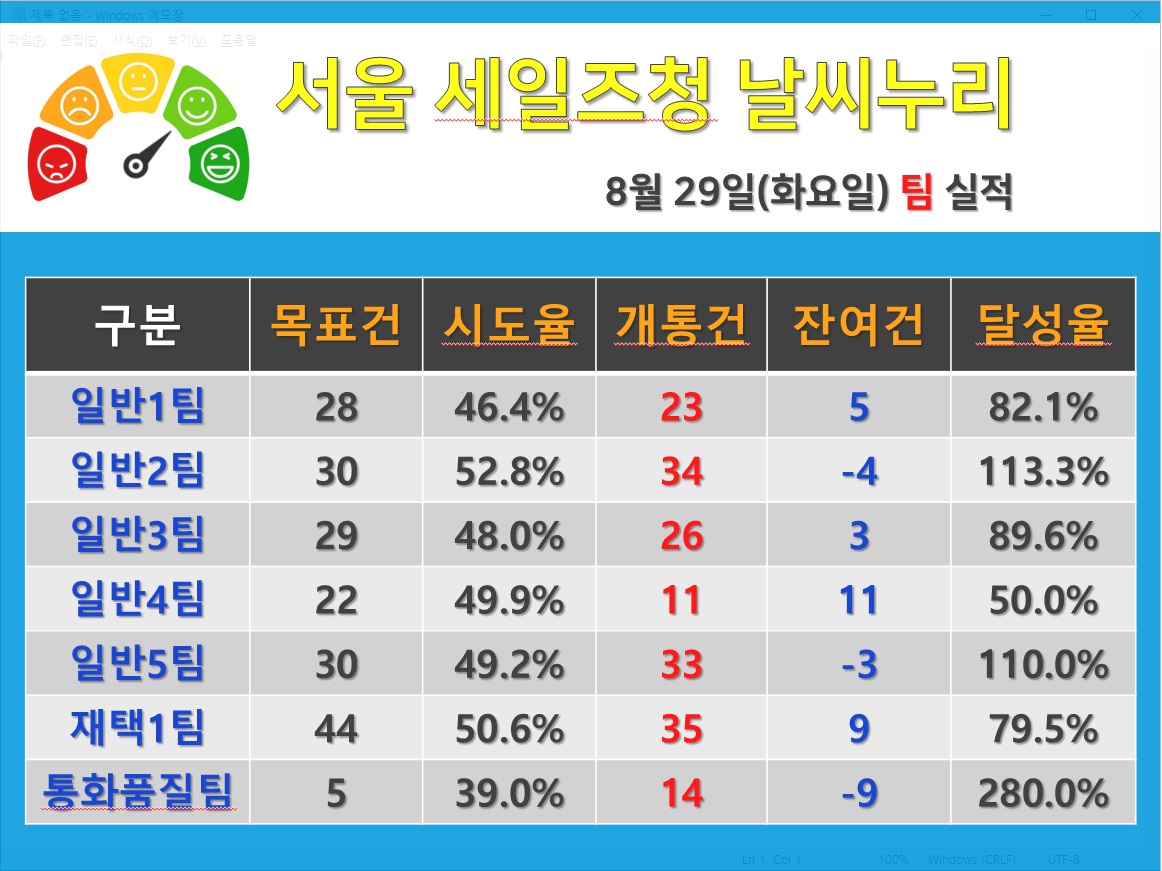 제목 없음 - Windows 메모장
파일(F) 편집(E) 서식(O) 보기(V) 도움말
서울 세일즈청 날씨누리
8월 29일(화요일) 팀 실적
구분 목표건 시도율 개통건 잔여건 달성율
일반1팀 28 46.4% 23 5 82.1%
일반2팀 30 52.8% 34 -4 113.3%
일반3팀 29 48.0% 26 3 89.6%
일반4팀 22 49.9% 11 11 50.0%
일반5팀 30 49.2% 33 -3 110.0%
재택1팀 44 50.6% 35 9 79.5%
통화품질팀 5 39.0% 14 -9 280.0%
Ln 1, Col 1 100% Windows (CRLF) UTF-8